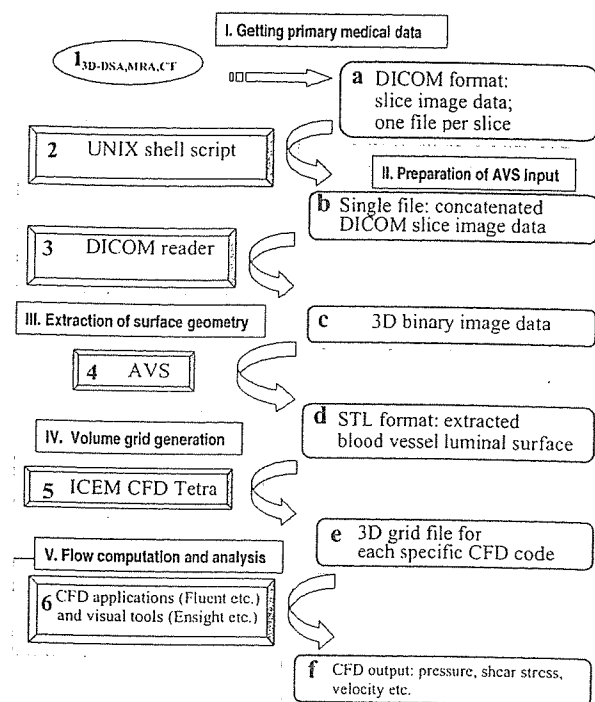 I. Getting primary medical data
1 3D-DSA,MRA,CT
a DICOM format:
slice image data;
one file per slice
2 UNIX shell script
II. Preparation of AVS input
b Single file: concatenated
DICOM slice image data
3 DICOM reader
III. Extraction of surface geometry
c 3D binary image data
4 AVS
d STL format: extracted
blood vessel luminal surface
IV. Volume grid generation
5 ICEM CFD Tetra
e 3D grid file for
each specific CFD code
V. Flow computation and analysis
6 CFD applications (Fluent etc.)
and visual tools (Ensight etc.)
f CFD output: pressure, shear stress,
velocity etc.